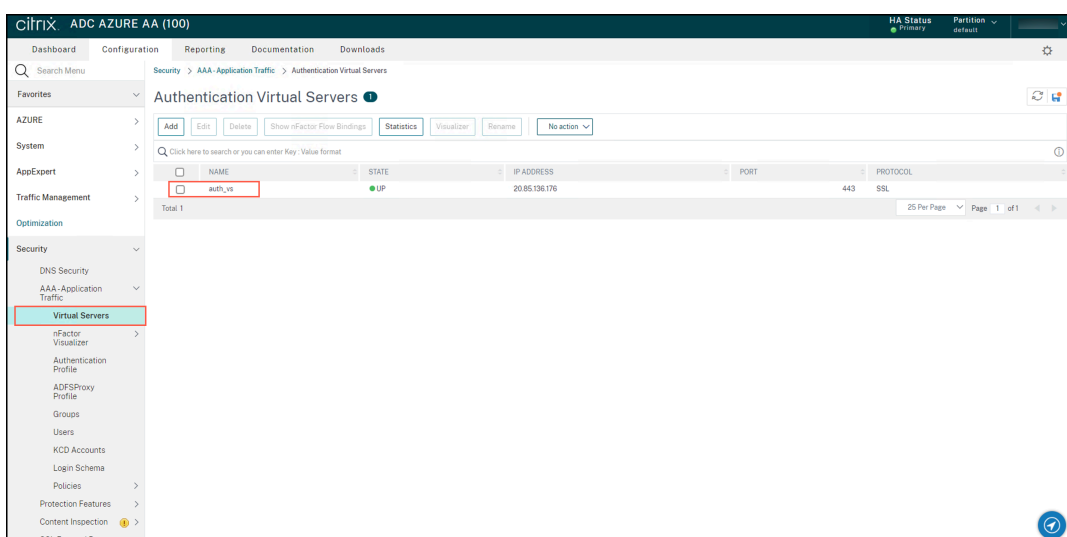 citrix ADC AZURE AA (100)
HA Status Partition
Primary default
Dashboard Configuration Reporting Documentation Downloads
Search Menu
Security > AAA - Application Traffic > Authentication Virtual Servers
Favorites
Authentication Virtual Servers 1
AZURE
Add Edit Delete Show nFactor Flow Bindings Statistics Visualizer Rename No action
System
Click here to search or you can enter Key : Value format
AppExpert
NAME STATE IP ADDRESS PORT PROTOCOL
auth_vs UP 20.85.136.176 443 SSL
Traffic Management
Total 1 25 Per Page Page 1 of 1
Optimization
Security
DNS Security
AAA - Application
Traffic
Virtual Servers
nFactor
Visualizer
Authentication
Profile
ADFSProxy
Profile
Groups
Users
KCD Accounts
Login Schema
Policies
Protection Features
Content Inspection